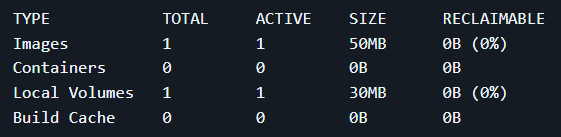 TYPE TOTAL ACTIVE SIZE RECLAIMABLE
Images 1 1 50MB 0B (0%)
Containers 0 0 0B 0B
Local Volumes 1 1 30MB 0B (0%)
Build Cache 0 0 0B 0B